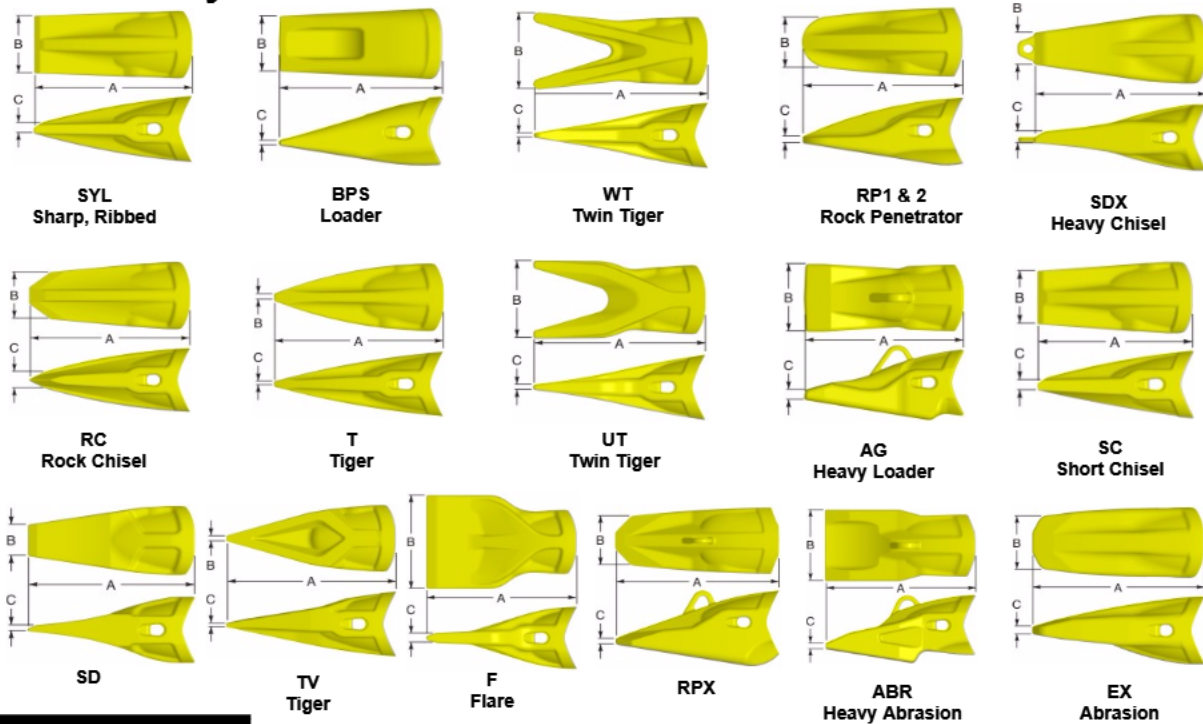 B
A
C
SYL
Sharp, Ribbed
B
A
C
BPS
Loader
B
A
C
WT
Twin Tiger
B
A
C
RP1 & 2
Rock Penetrator
B
A
C
SDX
Heavy Chisel
B
A
C
RC
Rock Chisel
B
A
C
T
Tiger
B
A
C
UT
Twin Tiger
B
A
C
AG
Heavy Loader
B
A
C
SC
Short Chisel
B
A
C
SD
B
A
C
TV
Tiger
B
A
C
F
Flare
B
A
C
RPX
B
A
C
ABR
Heavy Abrasion
B
A
C
EX
Abrasion